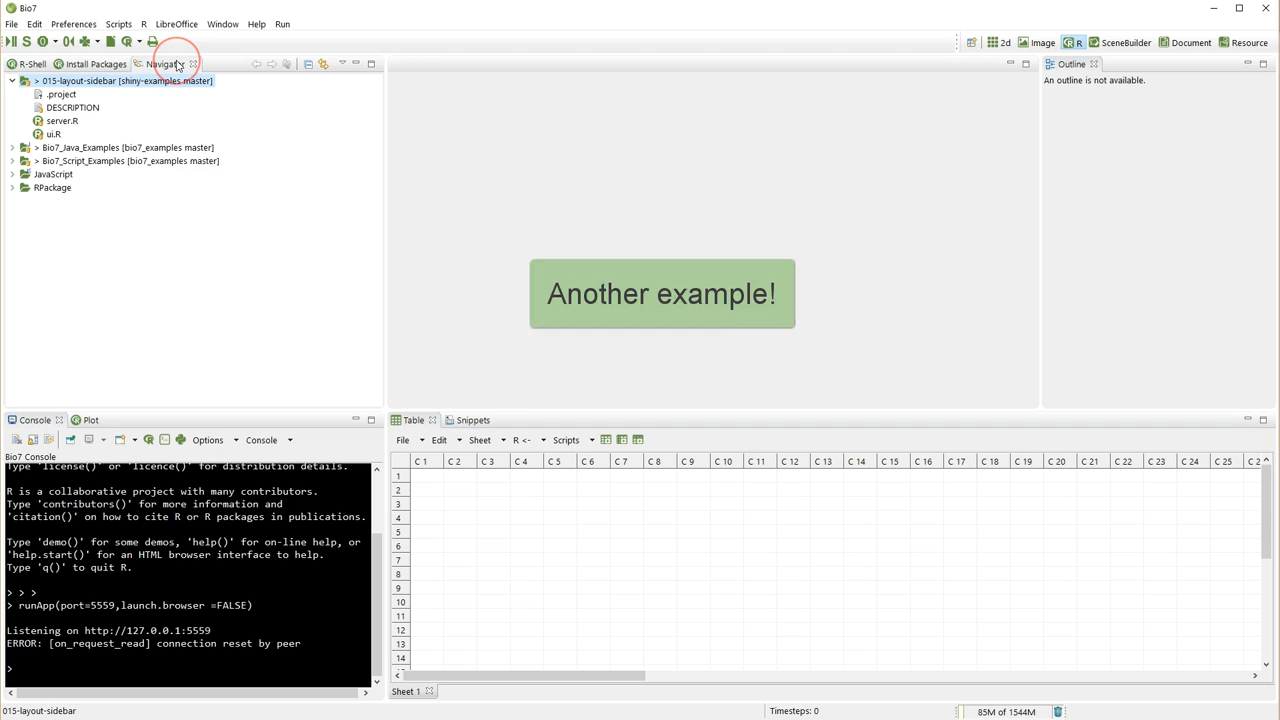 Bio7
File Edit Preferences Scripts R LibreOffice Window Help Run
2d Image R SceneBuilder Document Resource
R-Shell Install Packages Navigator
> 015-layout-sidebar [shiny-examples master]
.project
DESCRIPTION
server.R
ui.R
> Bio7_Java_Examples [bio7_examples master]
> Bio7_Script_Examples [bio7_examples master]
JavaScript
RPackage
Another example!
Outline
An outline is not available.
Console Plot
Options Console
Bio7 Console
Type 'license()' or 'licence()' for distribution details.
R is a collaborative project with many contributors.
Type 'contributors()' for more information and
'citation()' on how to cite R or R packages in publications.
Type 'demo()' for some demos, 'help()' for on-line help, or
'help.start()' for an HTML browser interface to help.
Type 'q()' to quit R.
> > >
> runApp(port=5559,launch.browser =FALSE)
Listening on http://127.0.0.1:5559
ERROR: [on_request_read] connection reset by peer
>
Table Snippets
File Edit Sheet R <- Scripts
C 1 C 2 C 3 C 4 C 5 C 6 C 7 C 8 C 9 C 10 C 11 C 12 C 13 C 14 C 15 C 16 C 17 C 18 C 19 C 20 C 21 C 22 C 23 C 24 C 25 C 2
1
2
3
4
5
6
7
8
9
10
11
12
13
14
Sheet 1
015-layout-sidebar
Timesteps: 0
85M of 1544M